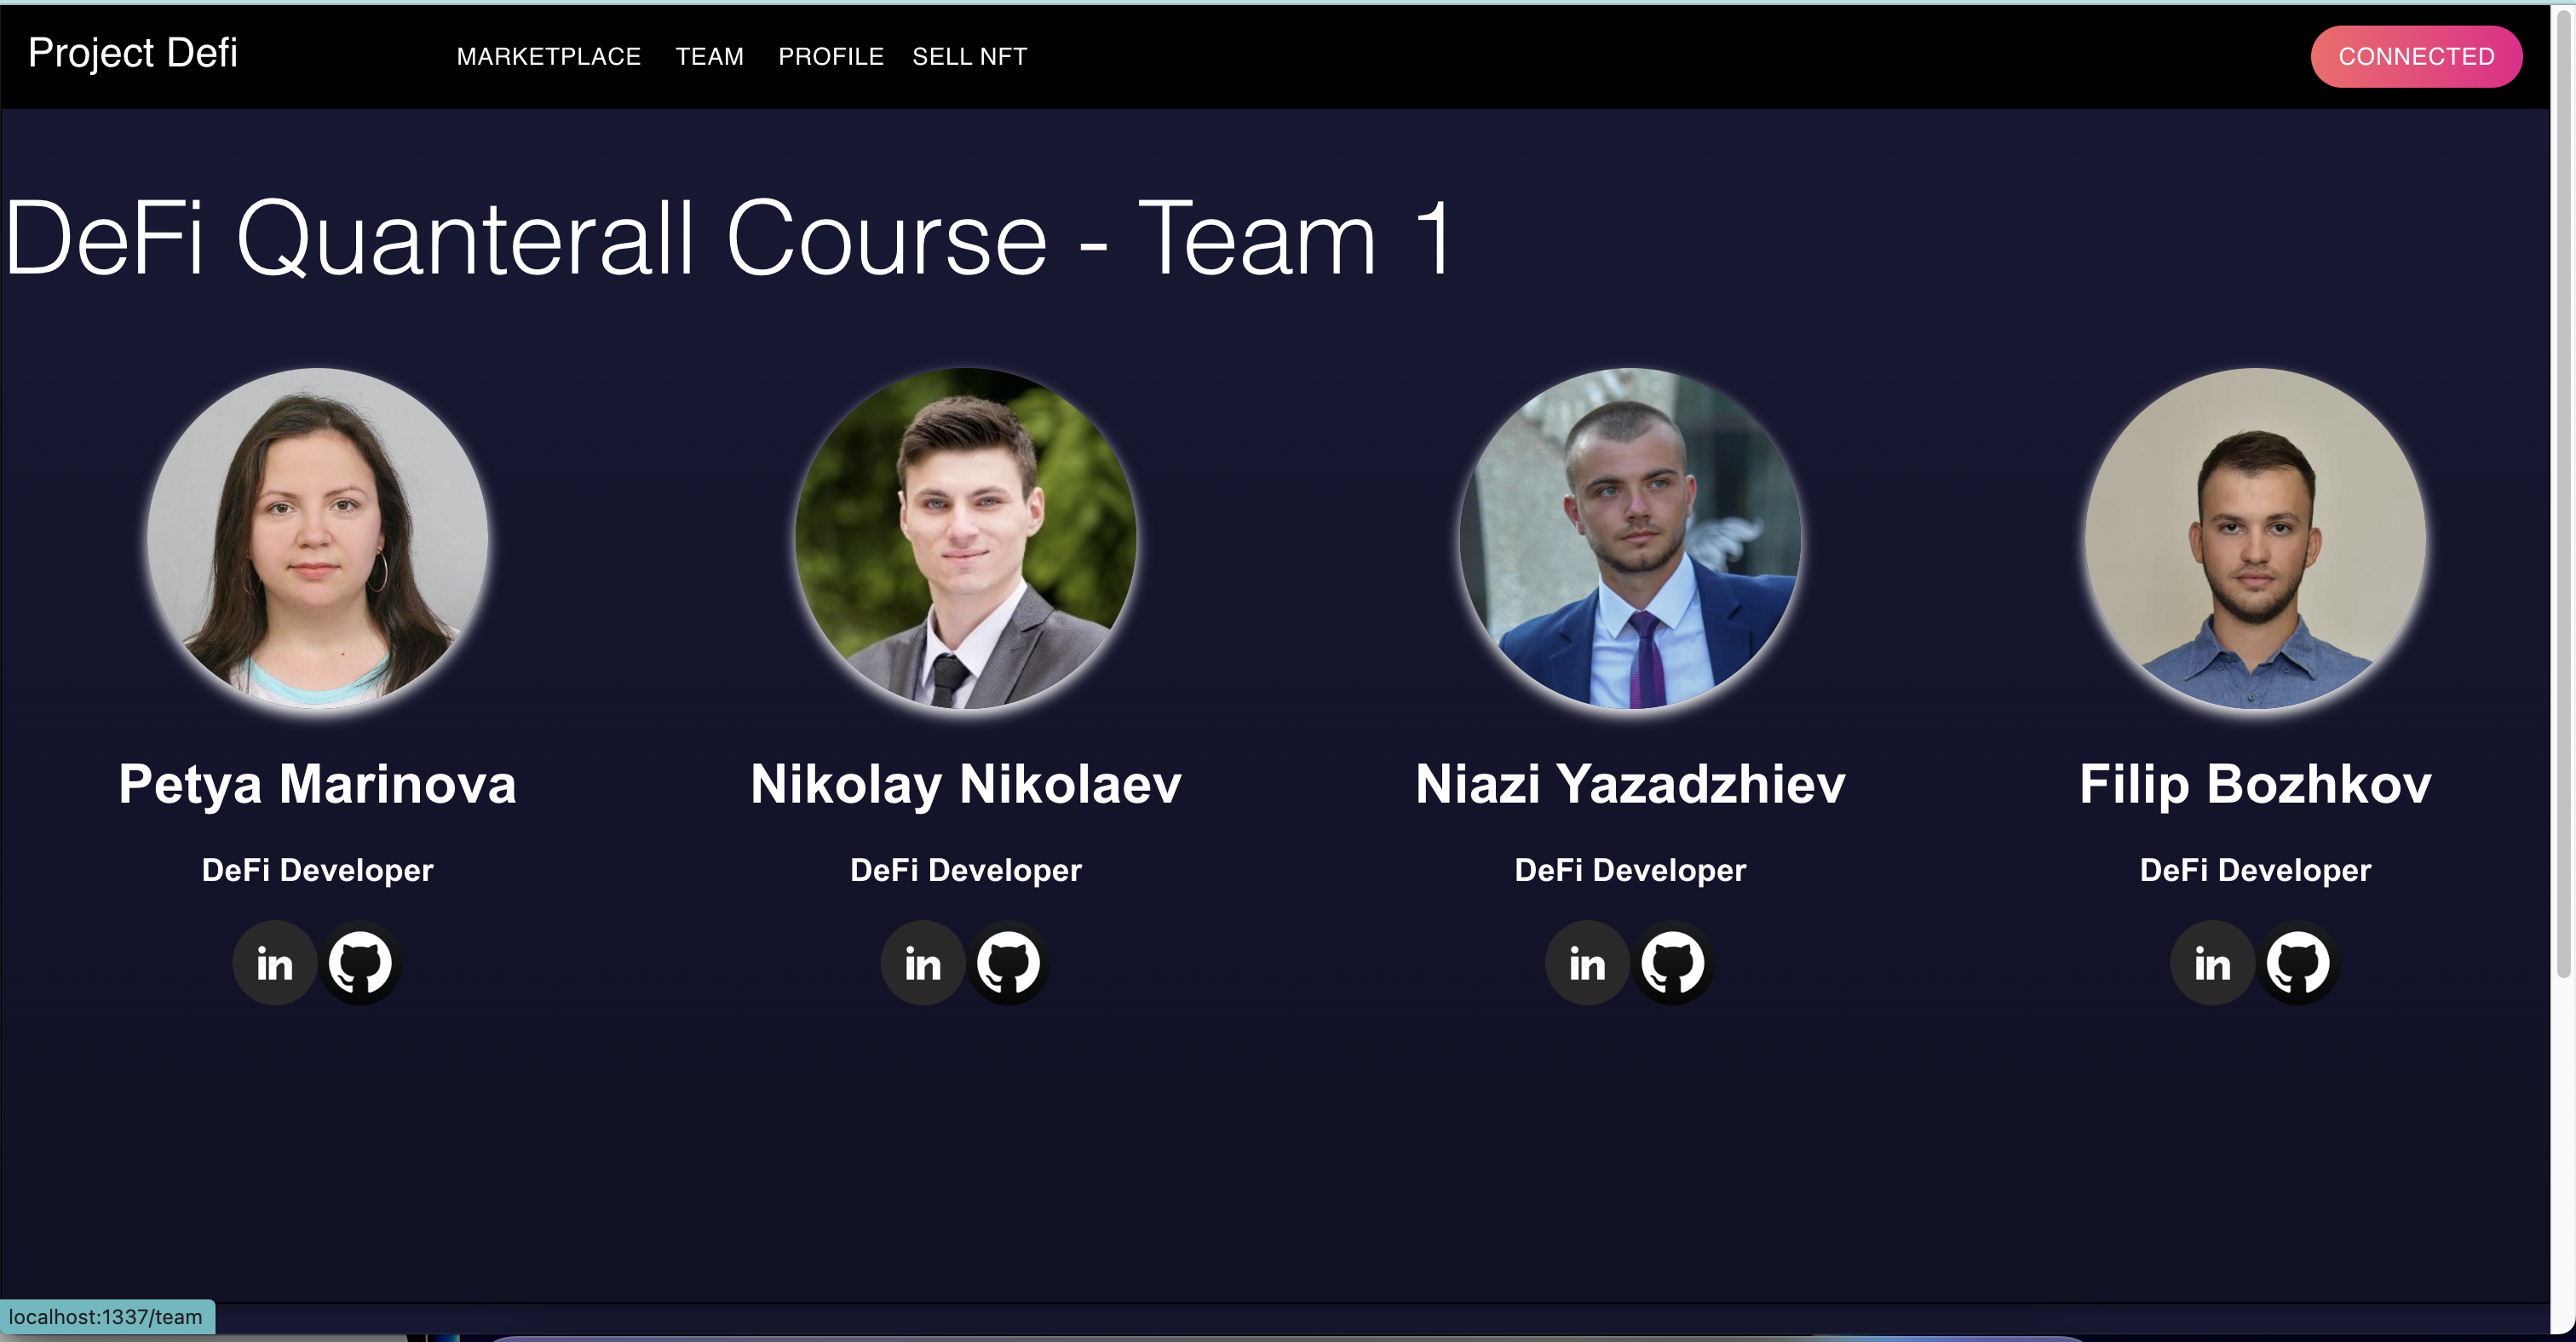 Project Defi MARKETPLACE TEAM PROFILE SELL NFT CONNECTED
DeFi Quanterall Course - Team 1
Petya Marinova Nikolay Nikolaev Niazi Yazadzhiev Filip Bozhkov
DeFi Developer DeFi Developer DeFi Developer DeFi Developer
in in in in
localhost:1337/team